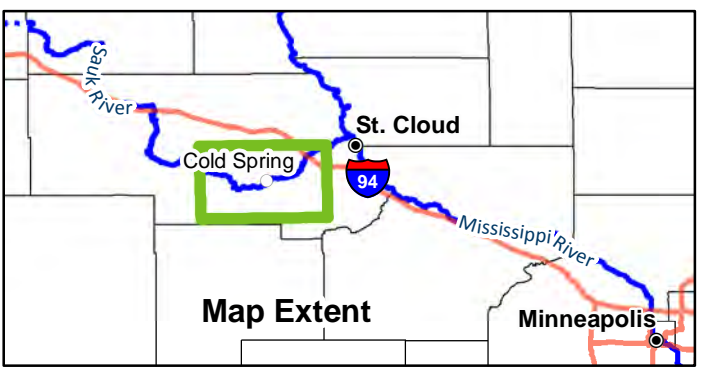 Sauk River
St. Cloud
Cold Spring
94
Mississippi River
Map Extent
Minneapolis